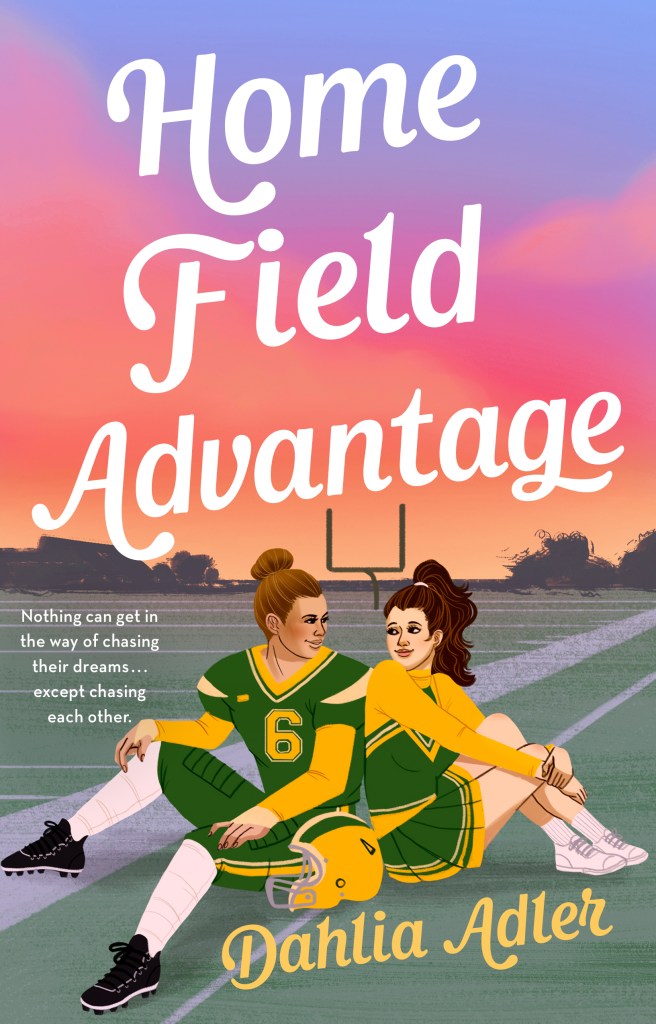 Home
Field
Advantage
Nothing can get in
the way of chasing
their dreams...
except chasing
each other.
6
Dahlia Adler